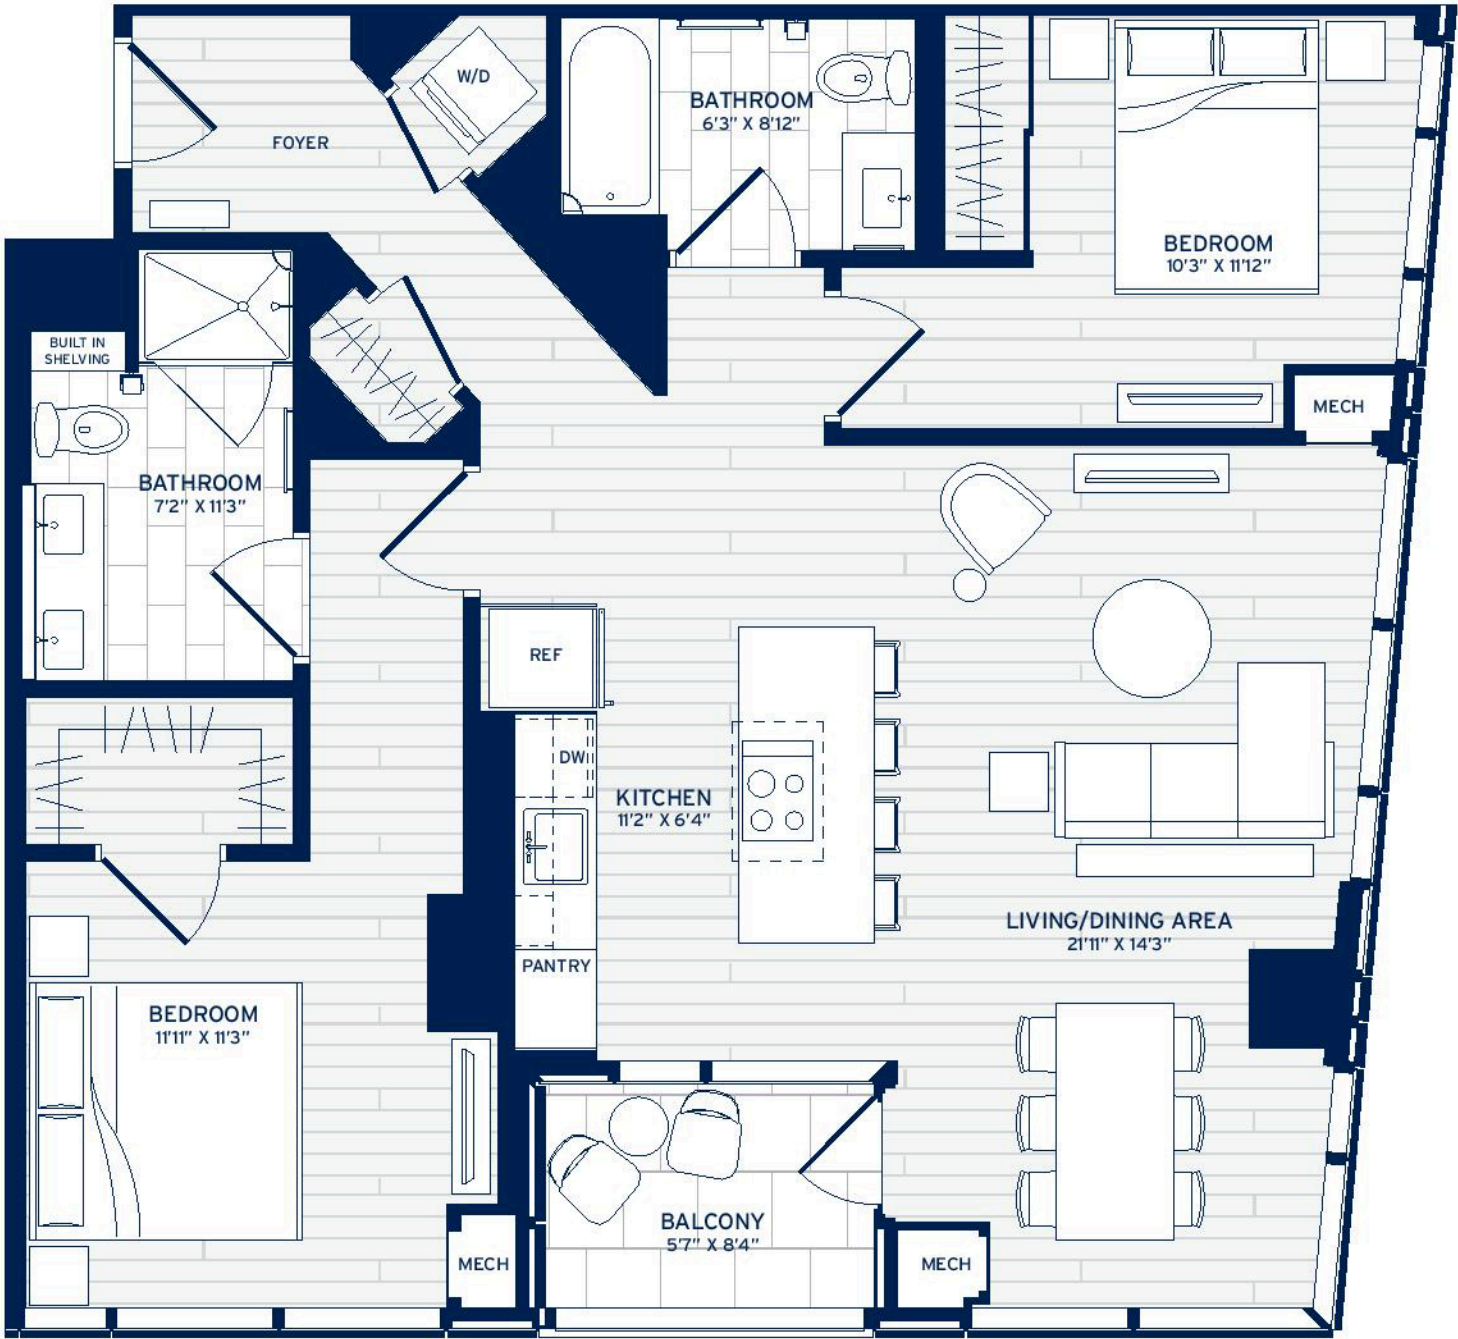 W/D
FOYER
BATHROOM
6'3" X 8'12"
BEDROOM
10'3" X 11'12"
BUILT IN
SHELVING
MECH
BATHROOM
7'2" X 11'3"
REF
DW
KITCHEN
11'2" X 6'4"
LIVING/DINING AREA
21'11" X 14'3"
PANTRY
BEDROOM
11'11" X 11'3"
BALCONY
5'7" X 8'4"
MECH
MECH